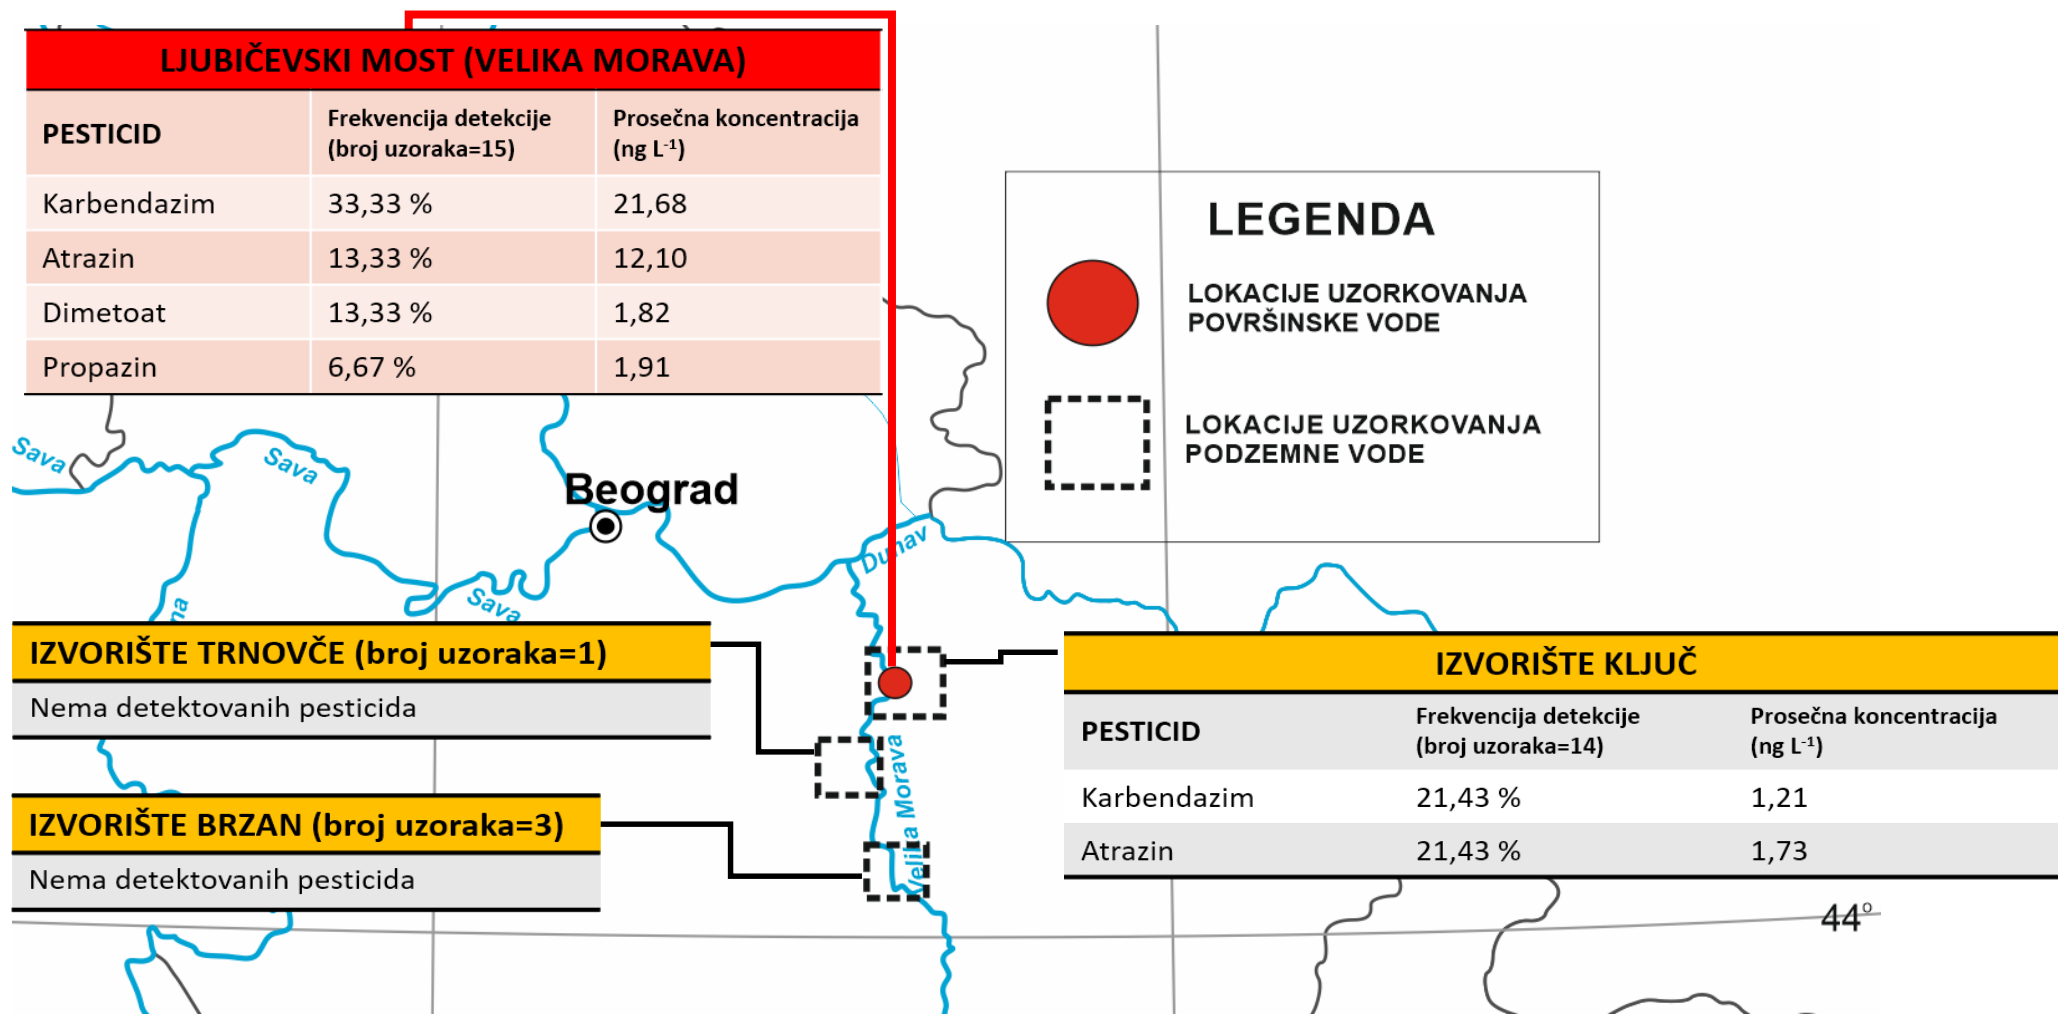 LJUBIČEVSKI MOST (VELIKA MORAVA)
PESTICID
Frekvencija detekcije
(broj uzoraka=15)
Prosečna koncentracija
(ng L⁻¹)
Karbendazim 33,33 % 21,68
Atrazin 13,33 % 12,10
Dimetoat 13,33 % 1,82
Propazin 6,67 % 1,91
LEGENDA
LOKACIJE UZORKOVANJA
POVRŠINSKE VODE
LOKACIJE UZORKOVANJA
PODZEMNE VODE
Sava
Sava
Beograd
Dunav
Sava
IZVORIŠTE TRNOVČE (broj uzoraka=1)
Nema detektovanih pesticida
IZVORIŠTE BRZAN (broj uzoraka=3)
Nema detektovanih pesticida
Velika Morava
IZVORIŠTE KLJUČ
PESTICID
Frekvencija detekcije
(broj uzoraka=14)
Prosečna koncentracija
(ng L⁻¹)
Karbendazim 21,43 % 1,21
Atrazin 21,43 % 1,73
44°